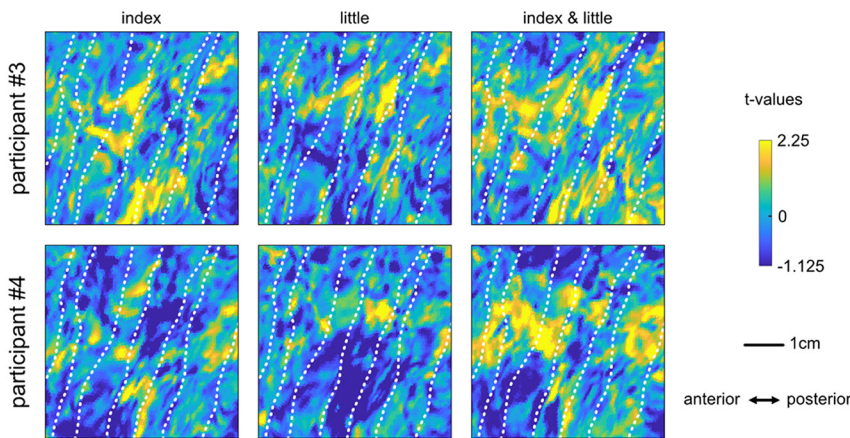 index little index & little
participant #3
participant #4
t-values
2.25
0
-1.125
1cm
anterior posterior